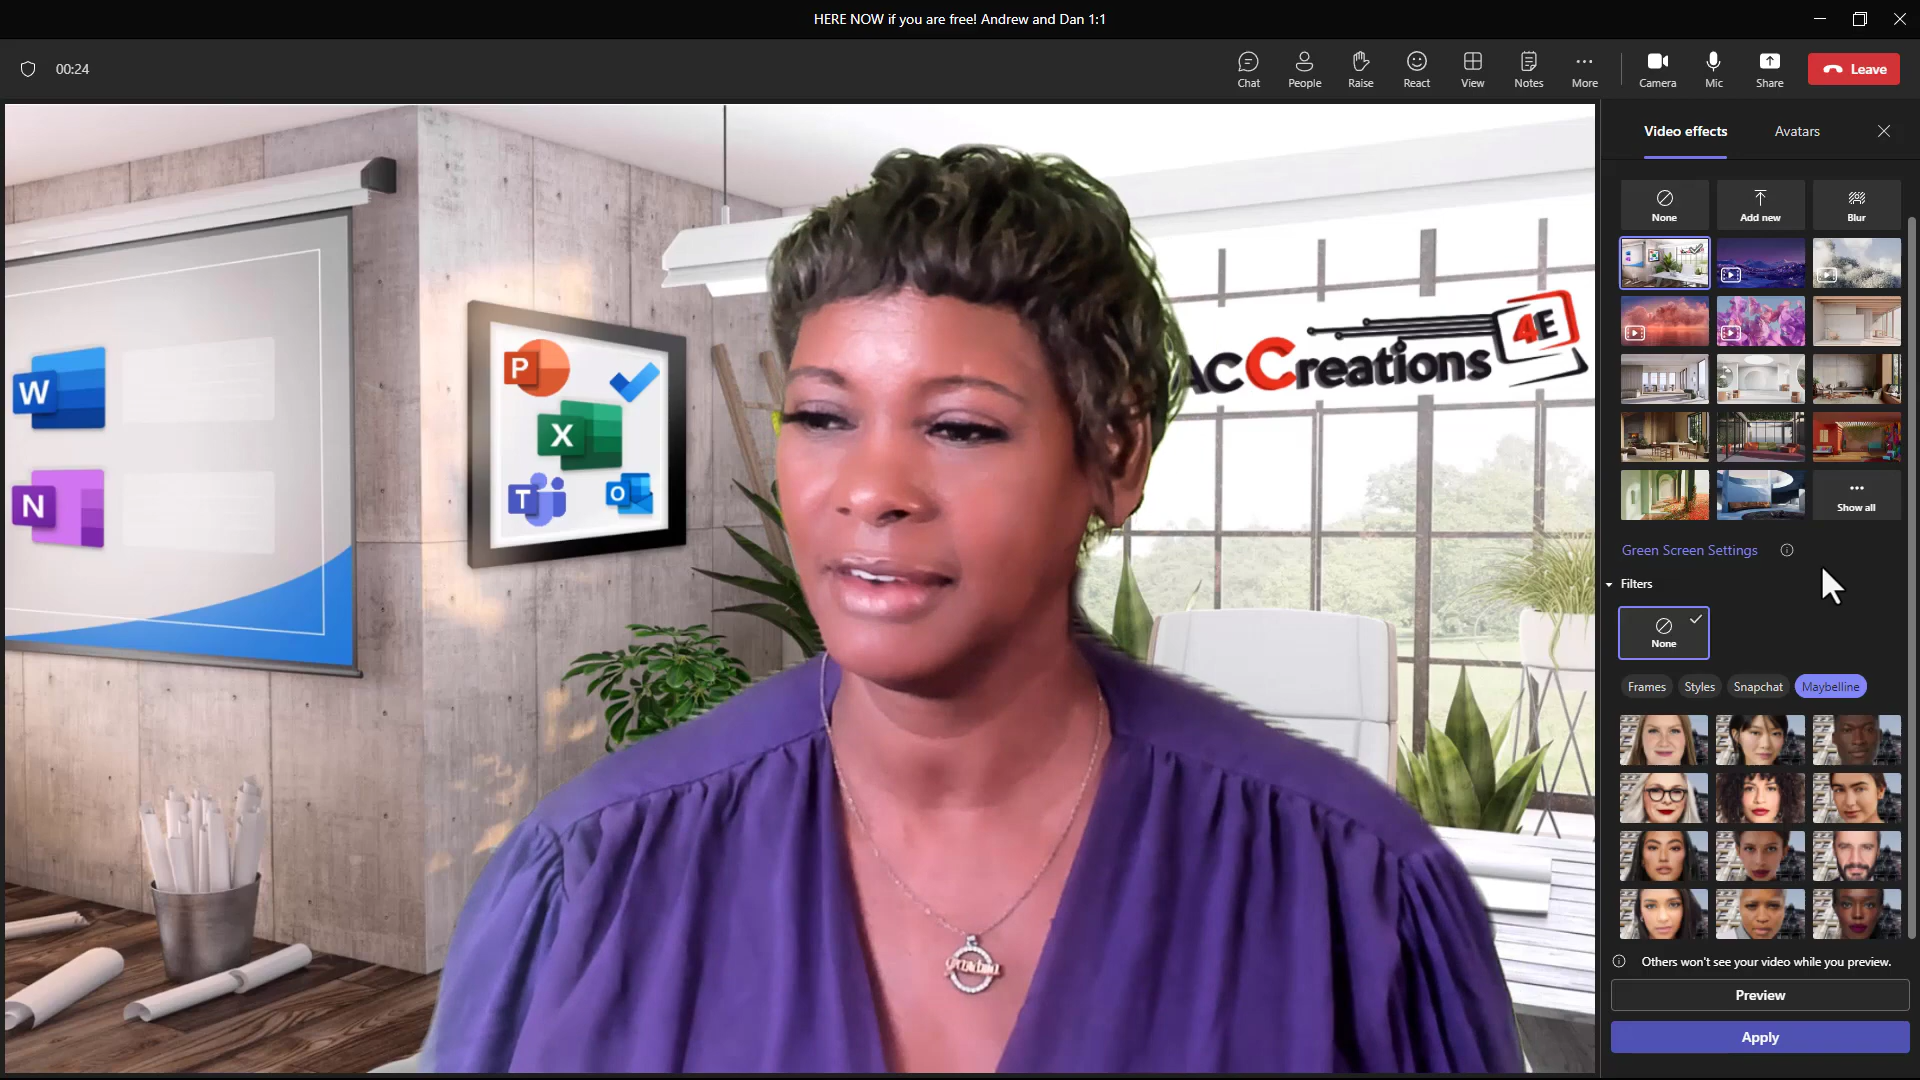 HERE NOW if you are free! Andrew and Dan 1:1
00:24
Chat
People
Raise
React
View
Notes
More
Camera
Mic
Share
Leave
Video effects
Avatars
None
Add new
Blur
Show all
Green Screen Settings
Filters
None
Frames
Styles
Snapchat
Maybelline
Others won't see your video while you preview.
Preview
Apply
W
N
P
X
T
O
ACCreations
4E